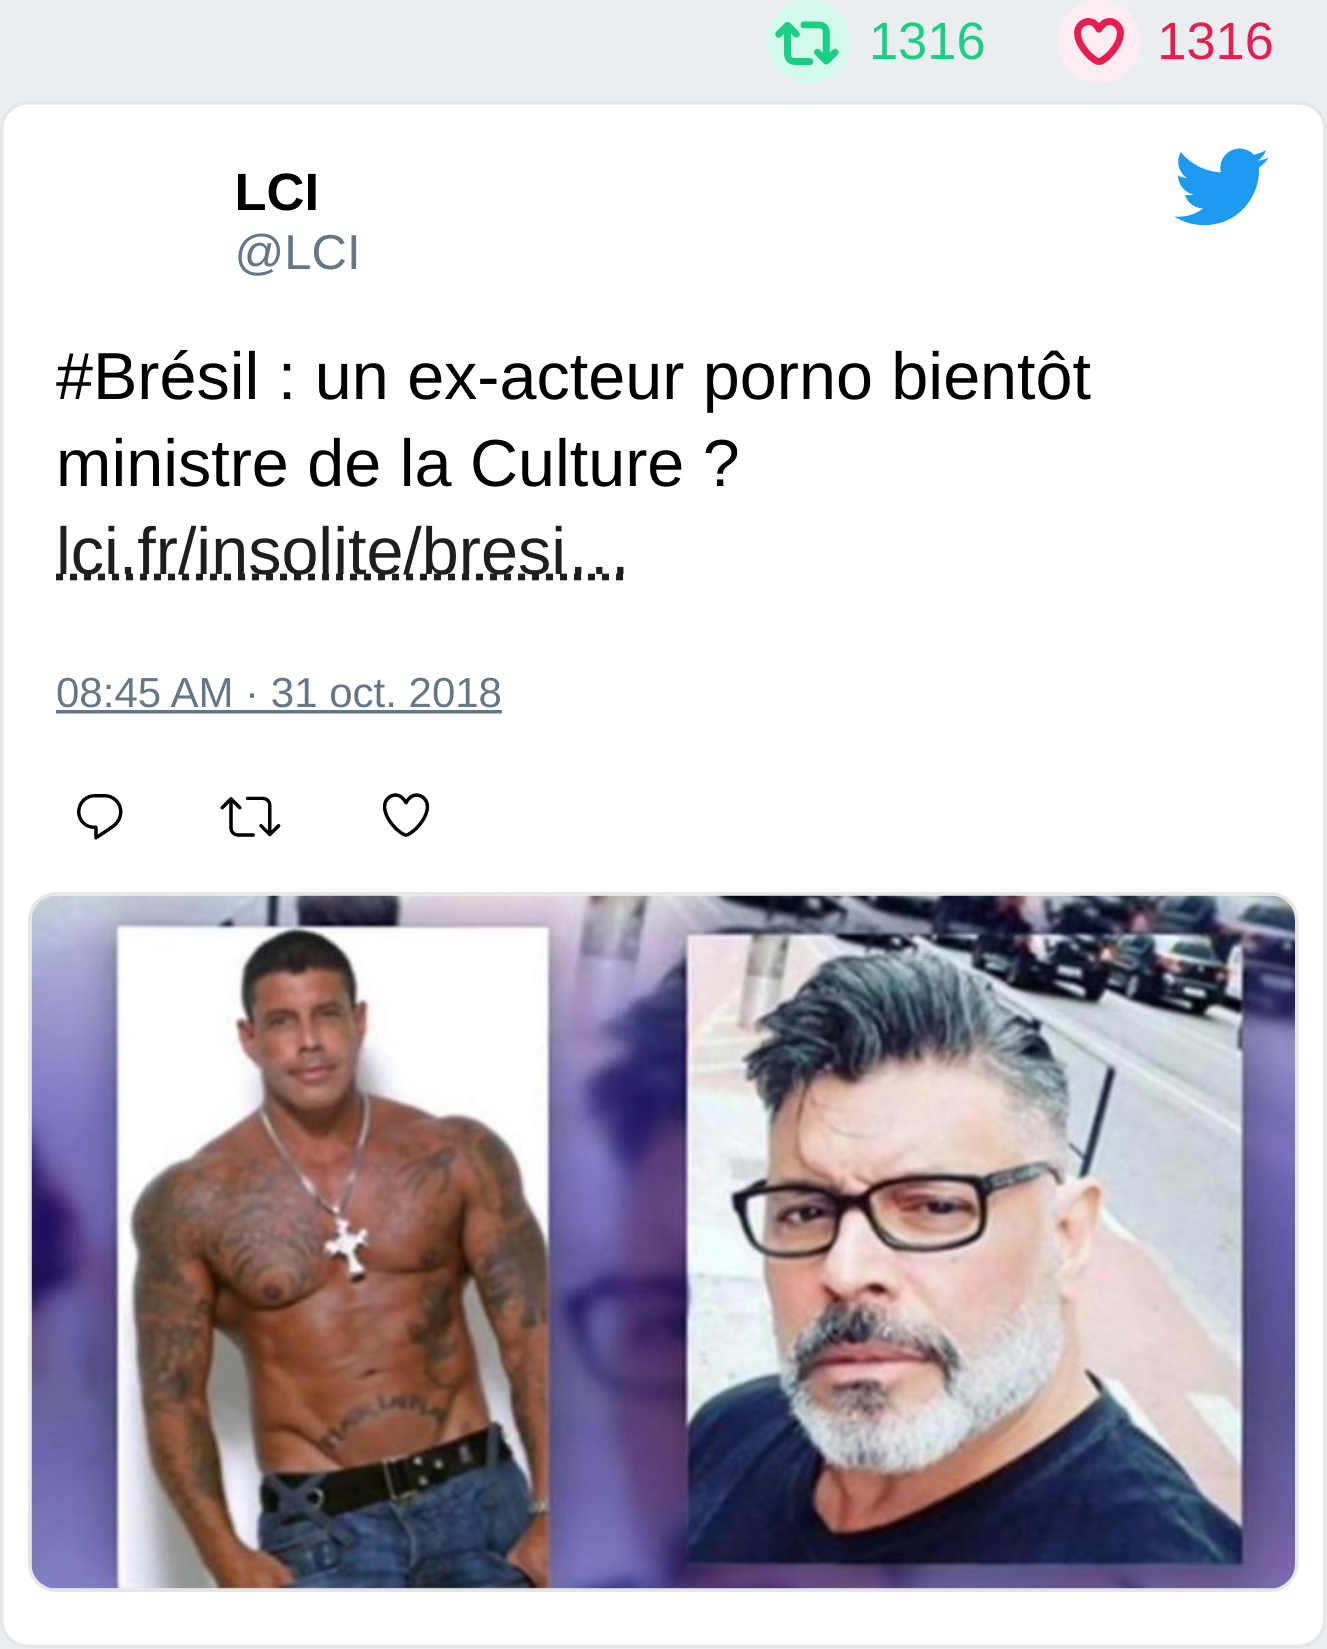 1316 1316
LCI
@LCI
#Brésil : un ex-acteur porno bientôt
ministre de la Culture ?
lci.fr/insolite/bresi...
08:45 AM · 31 oct. 2018